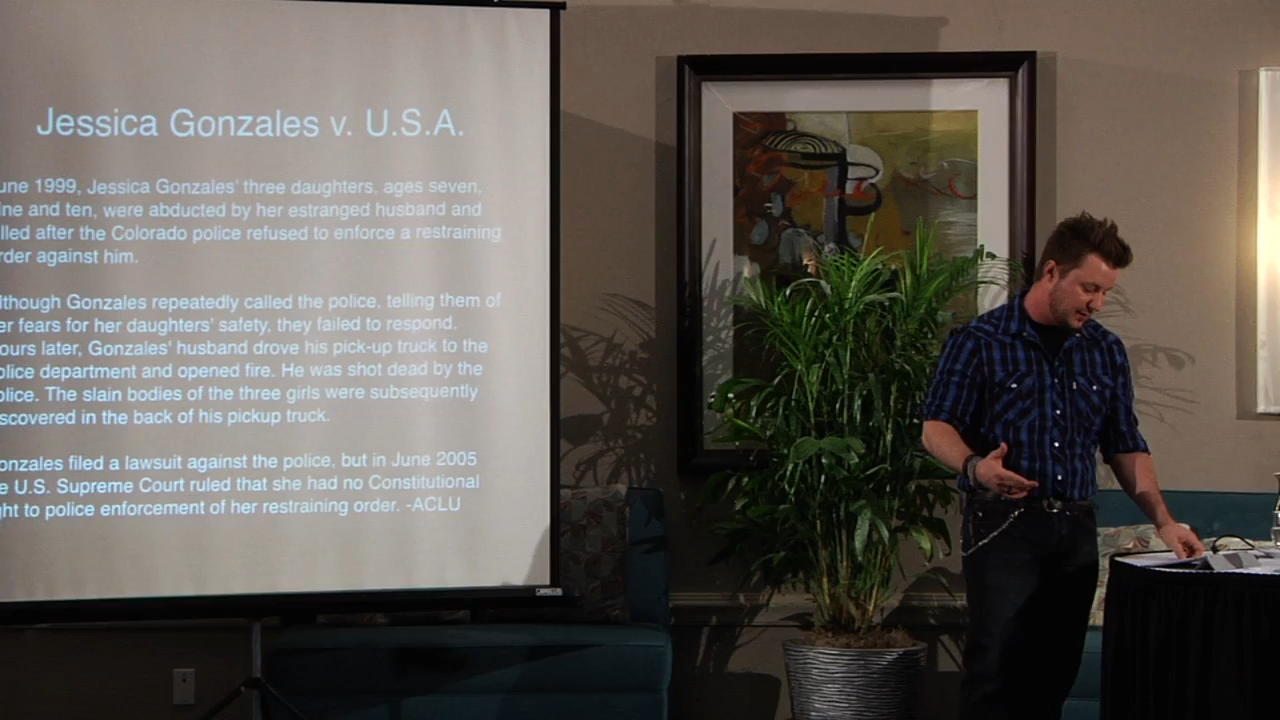 Jessica Gonzales v. U.S.A.
une 1999, Jessica Gonzales' three daughters, ages seven,
ine and ten, were abducted by her estranged husband and
lled after the Colorado police refused to enforce a restraining
rder against him.
lthough Gonzales repeatedly called the police, telling them of
er fears for her daughters' safety, they failed to respond.
ours later, Gonzales' husband drove his pick-up truck to the
olice department and opened fire. He was shot dead by the
olice. The slain bodies of the three girls were subsequently
scovered in the back of his pickup truck.
onzales filed a lawsuit against the police, but in June 2005
e U.S. Supreme Court ruled that she had no Constitutional
ght to police enforcement of her restraining order. -ACLU